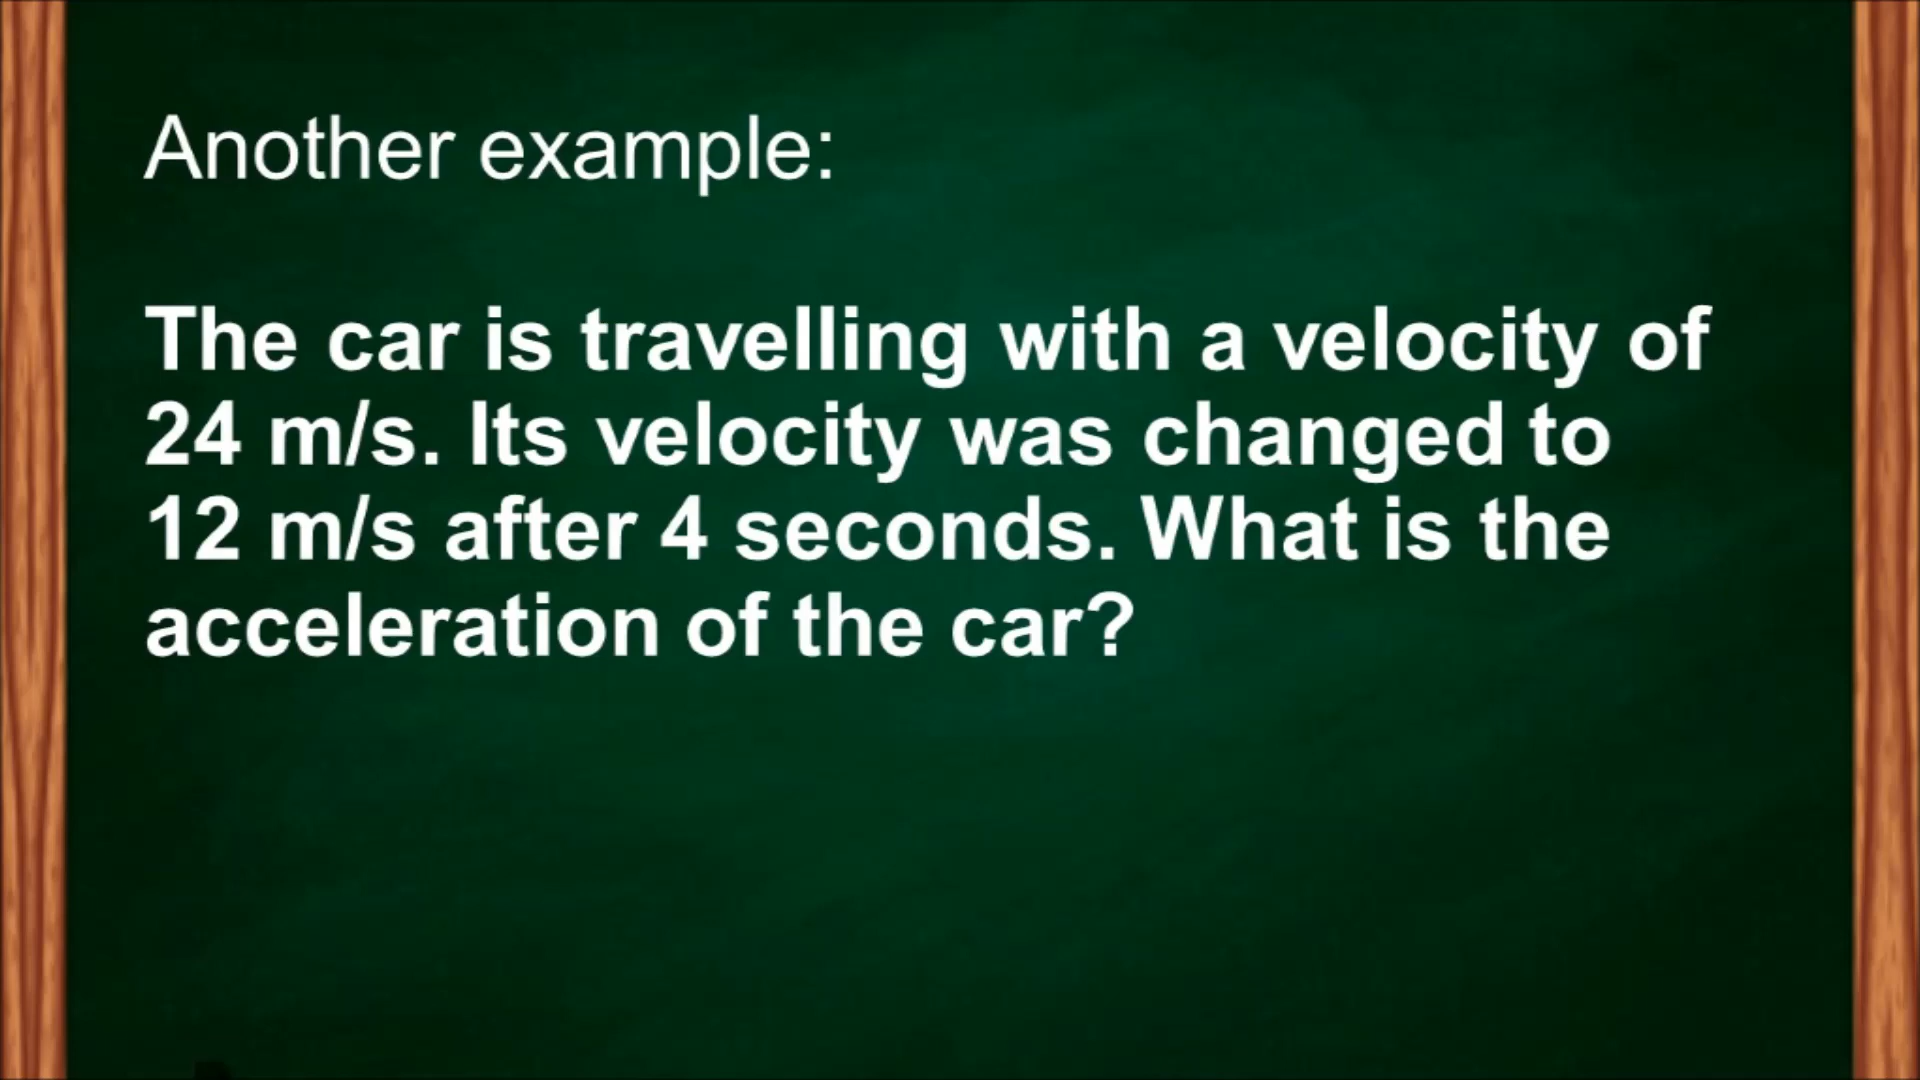 Another example:
The car is travelling with a velocity of
24 m/s. Its velocity was changed to
12 m/s after 4 seconds. What is the
acceleration of the car?